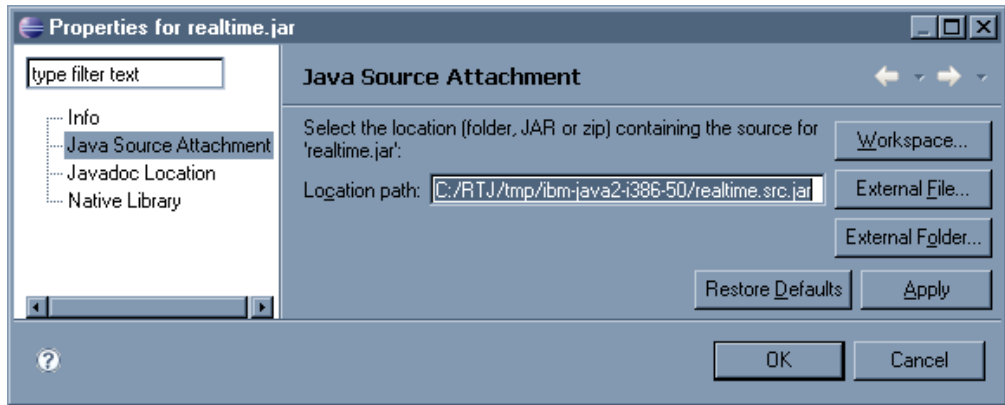 Properties for realtime.jar
type filter text
Info
Java Source Attachment
Javadoc Location
Native Library
Java Source Attachment
Select the location (folder, JAR or zip) containing the source for
'realtime.jar':
Workspace...
Location path: C:/RTJ/tmp/ibm-java2-i386-50/realtime.src.jar
External File...
External Folder...
Restore Defaults
Apply
?
OK
Cancel